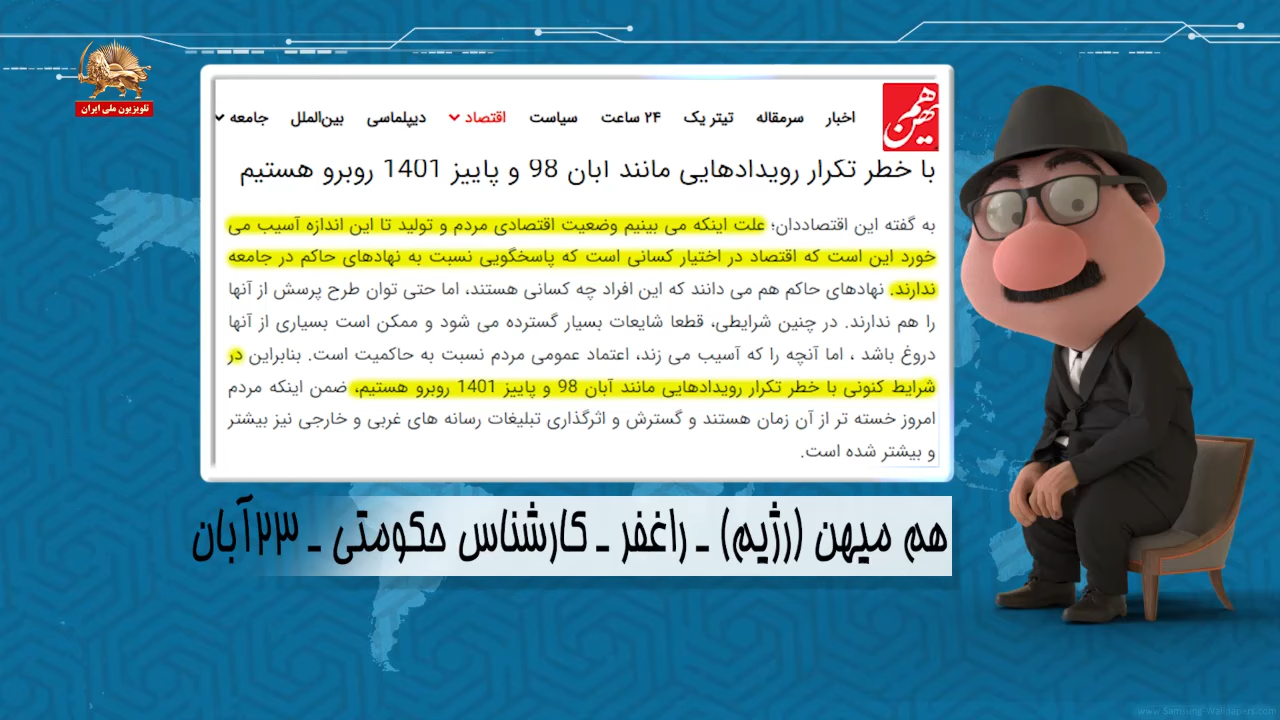 تلویزیون ملی ایران
هم میهن
اخبار سرمقاله تیتر یک ۲۴ ساعت سیاست اقتصاد دیپلماسی بین‌الملل جامعه
با خطر تکرار رویدادهایی مانند ابان 98 و پاییز 1401 روبرو هستیم
به گفته این اقتصاددان؛ علت اینکه می بینیم وضعیت اقتصادی مردم و تولید تا این اندازه آسیب می
خورد این است که اقتصاد در اختیار کسانی است که پاسخگویی نسبت به نهادهای حاکم در جامعه
ندارند. نهادهای حاکم هم می دانند که این افراد چه کسانی هستند، اما حتی توان طرح پرسش از آنها
را هم ندارند. در چنین شرایطی، قطعا شایعات بسیار گسترده می شود و ممکن است بسیاری از آنها
دروغ باشد ، اما آنچه را که آسیب می زند، اعتماد عمومی مردم نسبت به حاکمیت است. بنابراین در
شرایط کنونی با خطر تکرار رویدادهایی مانند آبان 98 و پاییز 1401 روبرو هستیم، ضمن اینکه مردم
امروز خسته تر از آن زمان هستند و گسترش و اثرگذاری تبلیغات رسانه های غربی و خارجی نیز بیشتر
و بیشتر شده است.
هم میهن (رژیم) ـ راغفر ـ کارشناس حکومتی ـ ۲۳آبان
www.Samsung-Wallpapers.com